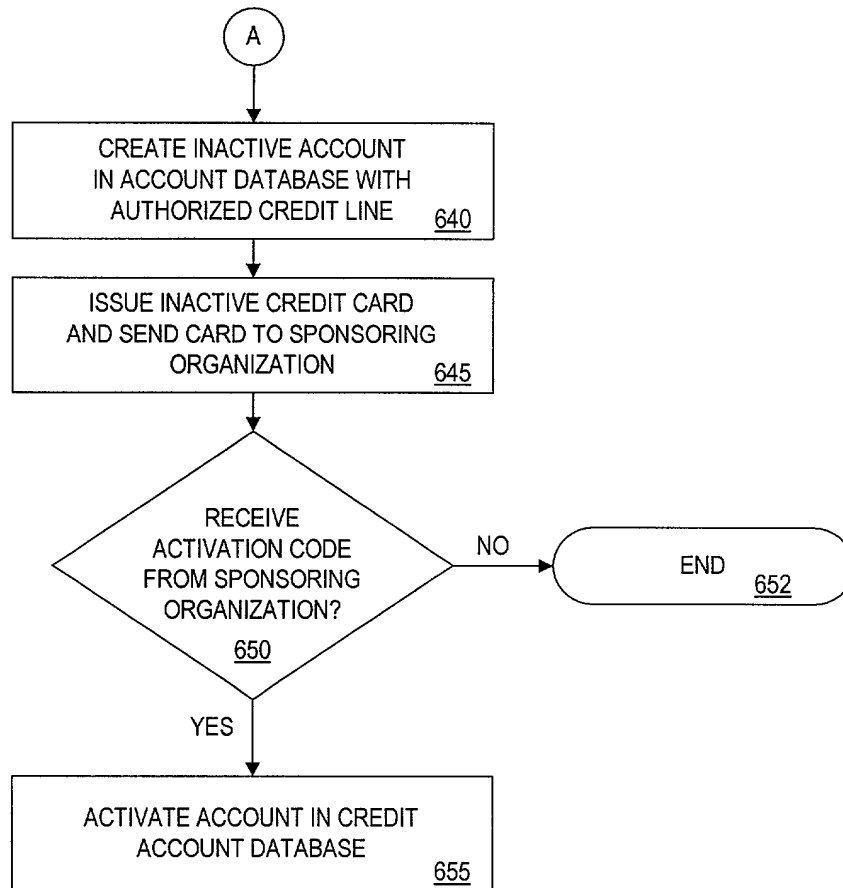 A
CREATE INACTIVE ACCOUNT
IN ACCOUNT DATABASE WITH
AUTHORIZED CREDIT LINE
640
ISSUE INACTIVE CREDIT CARD
AND SEND CARD TO SPONSORING
ORGANIZATION
645
RECEIVE
ACTIVATION CODE
FROM SPONSORING
ORGANIZATION?
650
NO
END
652
YES
ACTIVATE ACCOUNT IN CREDIT
ACCOUNT DATABASE
655